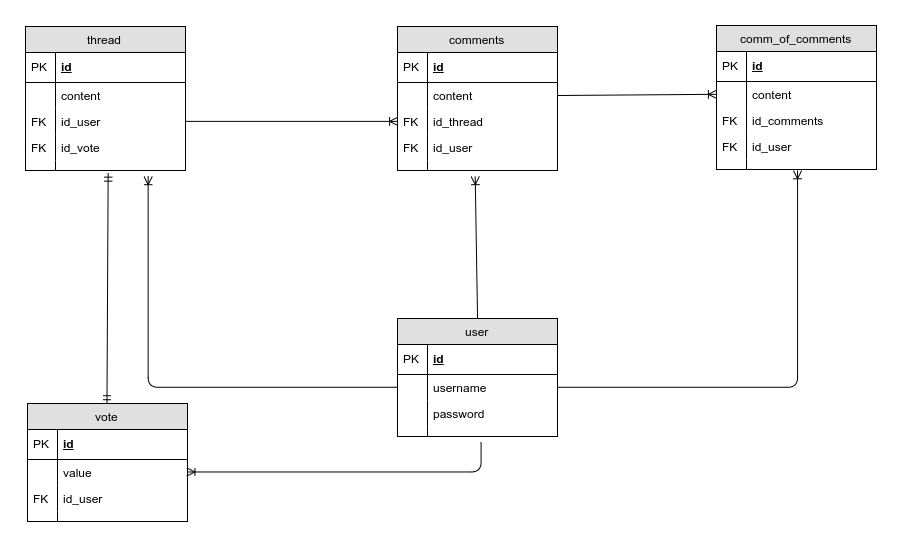 thread
PK id
content
FK id_user
FK id_vote
comments
PK id
content
FK id_thread
FK id_user
comm_of_comments
PK id
content
FK id_comments
FK id_user
user
PK id
username
password
vote
PK id
value
FK id_user